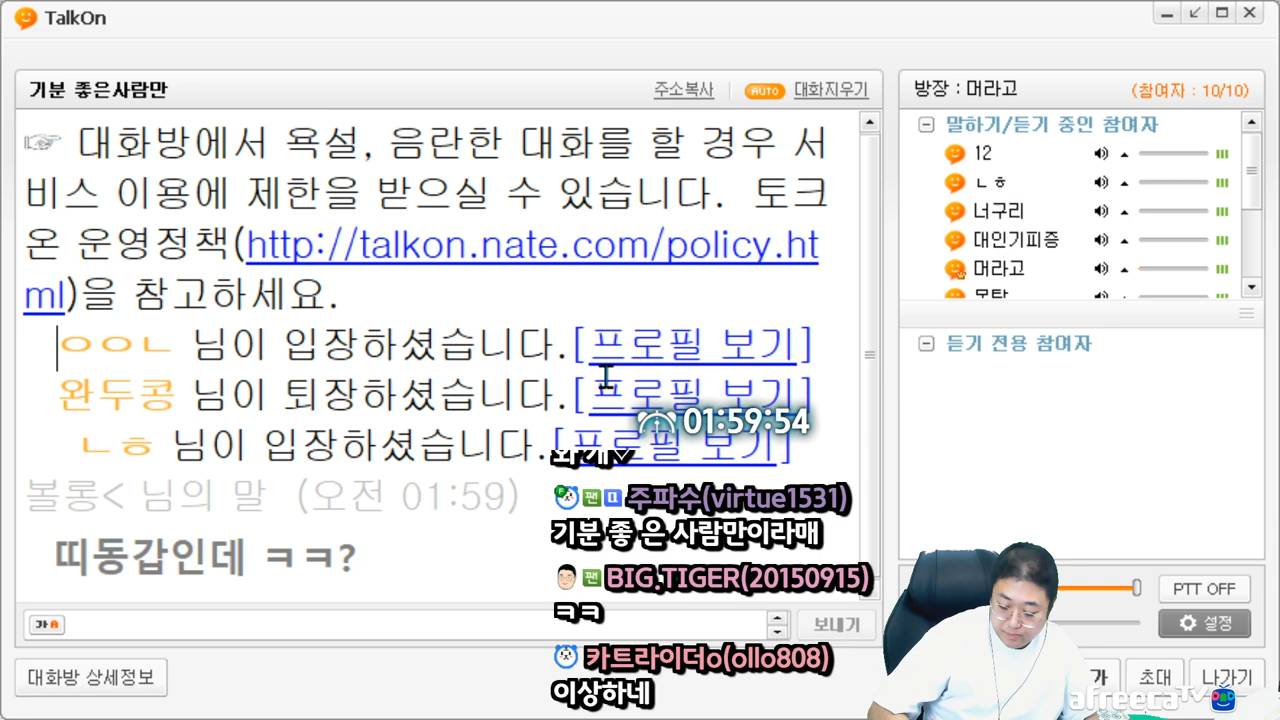 TalkOn
기분 좋은사람만
주소복사
AUTO 대화지우기
☞ 대화방에서 욕설, 음란한 대화를 할 경우 서
비스 이용에 제한을 받으실 수 있습니다. 토크
온 운영정책(http://talkon.nate.com/policy.ht
ml)을 참고하세요.
ㅇㅇㄴ 님이 입장하셨습니다.[프로필 보기]
완두콩 님이 퇴장하셨습니다.[프로필 보기]
ㄴㅎ 님이 입장하셨습니다.[프로필 보기]
볼롱< 님의 말 (오전 01:59)
띠동갑인데 ㅋㅋ?
01:59:54
팬 주파수(virtue1531)
기분 좋 은 사람만이라매
팬 BIG.TIGER(20150915)
ㅋㅋ
카트라이더o(ollo808)
이상하네
가A
보내기
대화방 상세정보
방장 : 머라고
(참여자 : 10/10)
말하기/듣기 중인 참여자
12
ㄴㅎ
너구리
대인기피증
머라고
듣기 전용 참여자
PTT OFF
설정
가
초대
나가기
afreecaTV